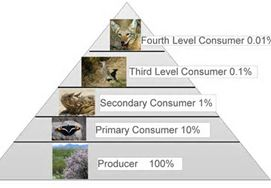 Fourth Level Consumer 0.01%
Third Level Consumer 0.1%
Secondary Consumer 1%
Primary Consumer 10%
Producer 100%